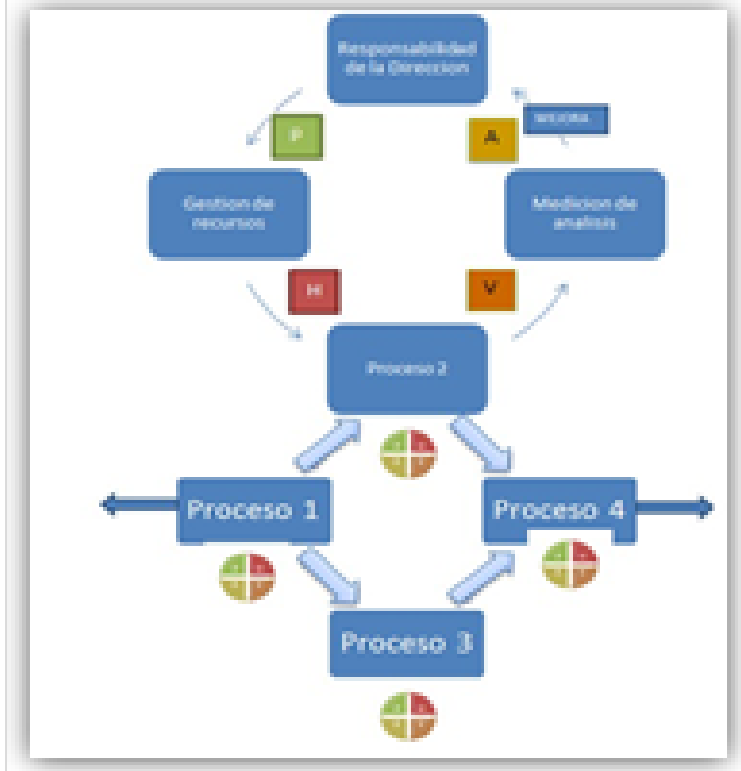 Responsabilidad
de la Direccion
P
A
MEJORA
Gestion de
recursos
Medicion de
analisis
H
V
Proceso 2
Proceso 1
Proceso 4
Proceso 3